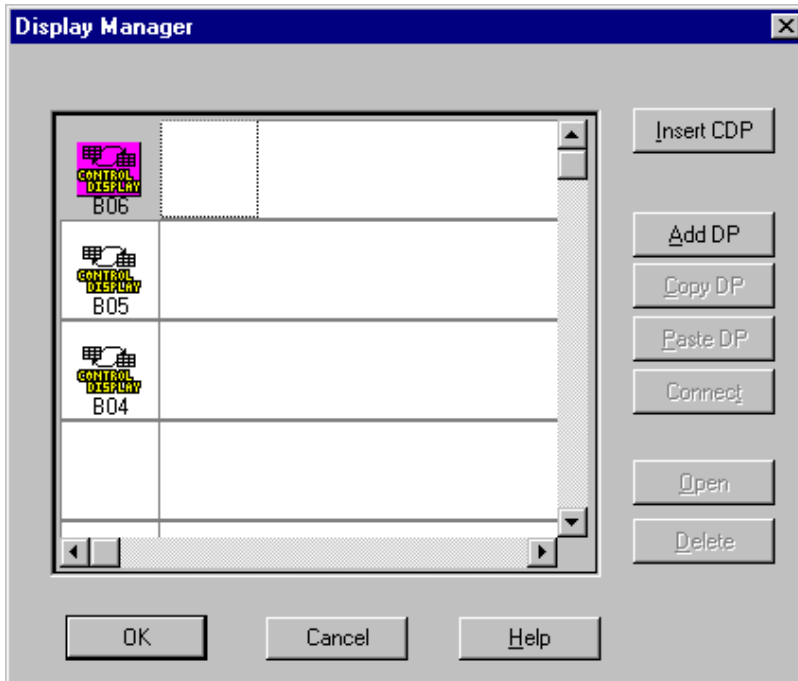 Display Manager
CONTROL
DISPLAY
B06
CONTROL
DISPLAY
B05
CONTROL
DISPLAY
B04
Insert CDP
Add DP
Copy DP
Paste DP
Connect
Open
Delete
OK
Cancel
Help